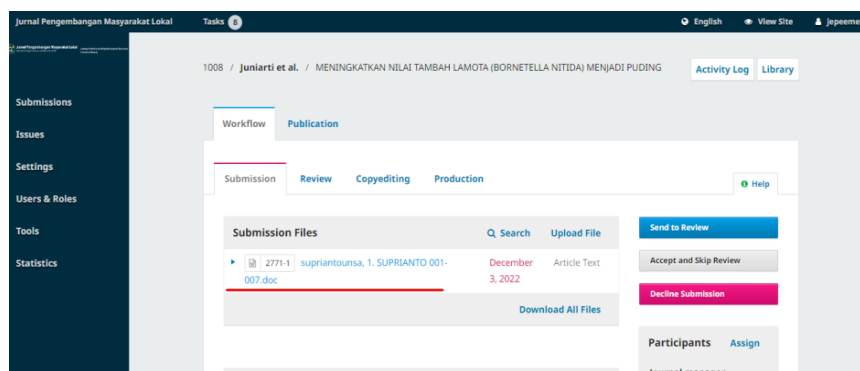 Jurnal Pengembangan Masyarakat Lokal Tasks 8 English View Site jepeeme
1008 / Juniarti et al. / MENINGKATKAN NILAI TAMBAH LAMOTA (BORNETELLA NITIDA) MENJADI PUDING Activity Log Library
Submissions
Workflow Publication
Issues
Settings
Submission Review Copyediting Production Help
Users & Roles
Tools
Submission Files Search Upload File Send to Review
Statistics
2771-1 supriantounsa, 1. SUPRIANTO 001- December Article Text Accept and Skip Review
007.doc 3, 2022
Decline Submission
Download All Files
Participants Assign